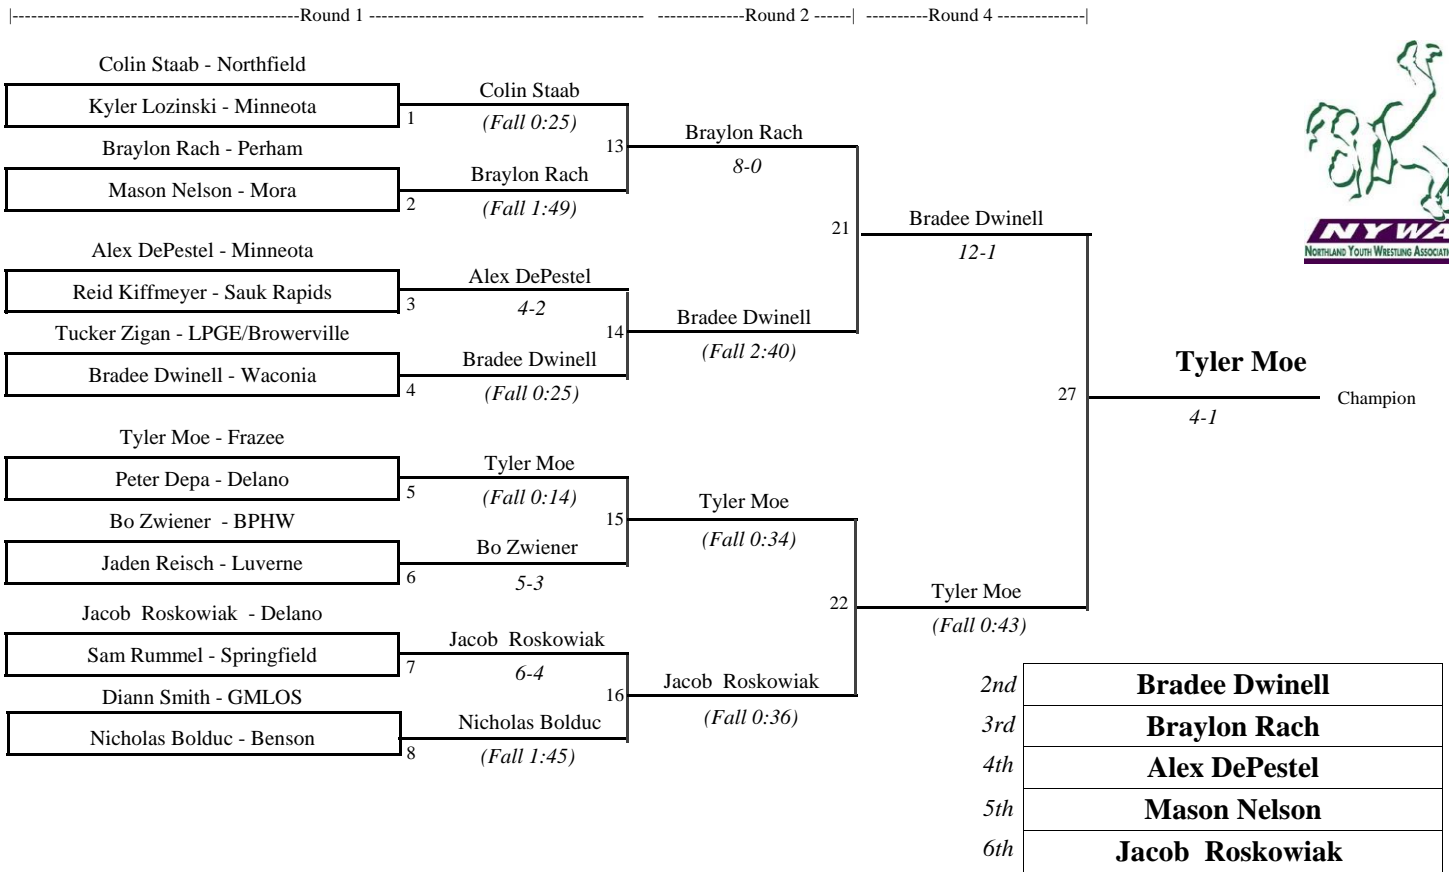 |-----------------------------------------------Round 1 --------------------------------------------- --------------Round 2 ------| ----------Round 4 --------------|
Colin Staab - Northfield
Kyler Lozinski - Minneota
1
Colin Staab
(Fall 0:25)
Braylon Rach - Perham
Mason Nelson - Mora
2
Braylon Rach
(Fall 1:49)
13
Braylon Rach
8-0
Alex DePestel - Minneota
Reid Kiffmeyer - Sauk Rapids
3
Alex DePestel
4-2
Tucker Zigan - LPGE/Browerville
Bradee Dwinell - Waconia
4
Bradee Dwinell
(Fall 0:25)
14
Bradee Dwinell
(Fall 2:40)
21
Bradee Dwinell
12-1
Tyler Moe - Frazee
Peter Depa - Delano
5
Tyler Moe
(Fall 0:14)
Bo Zwiener - BPHW
Jaden Reisch - Luverne
6
Bo Zwiener
5-3
15
Tyler Moe
(Fall 0:34)
Jacob Roskowiak - Delano
Sam Rummel - Springfield
7
Jacob Roskowiak
6-4
Diann Smith - GMLOS
Nicholas Bolduc - Benson
8
Nicholas Bolduc
(Fall 1:45)
16
Jacob Roskowiak
(Fall 0:36)
22
Tyler Moe
(Fall 0:43)
27
Tyler Moe
Champion
4-1
NYWA
NORTHLAND YOUTH WRESTLING ASSOCIATI
2nd Bradee Dwinell
3rd Braylon Rach
4th Alex DePestel
5th Mason Nelson
6th Jacob Roskowiak